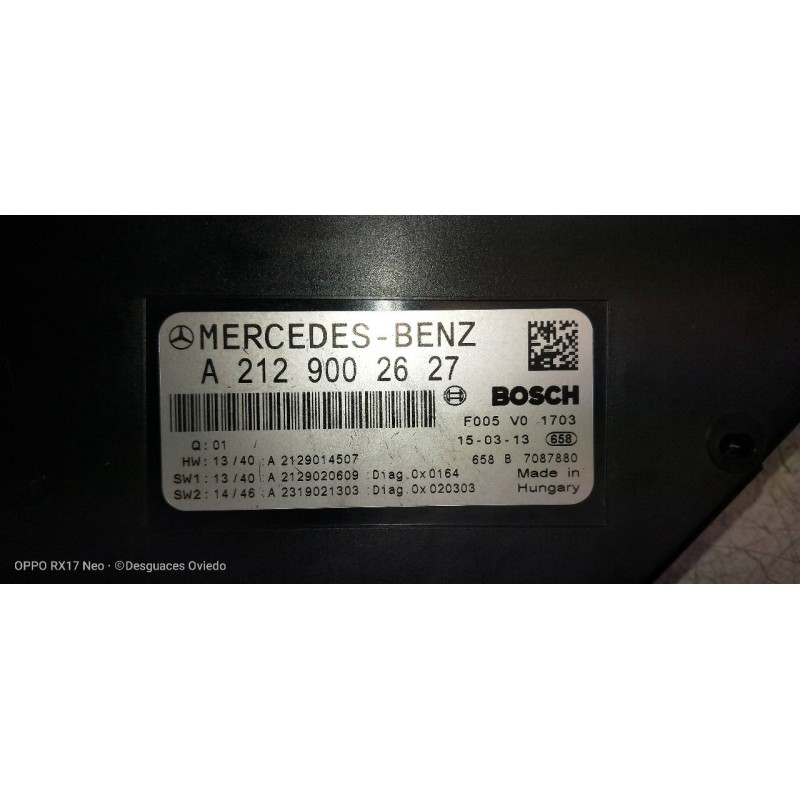 MERCEDES-BENZ
A 212 900 26 27
BOSCH
F005 V0 1703
Q: 01
15-03-13 658
HW: 13/40 :A 2129014507
658 B 7087880
SW1: 13/40 :A 2129020609 :Diag.0x0164
Made in
SW2: 14/46 :A 2319021303 :Diag.0x020303
Hungary
OPPO RX17 Neo · ©Desguaces Oviedo